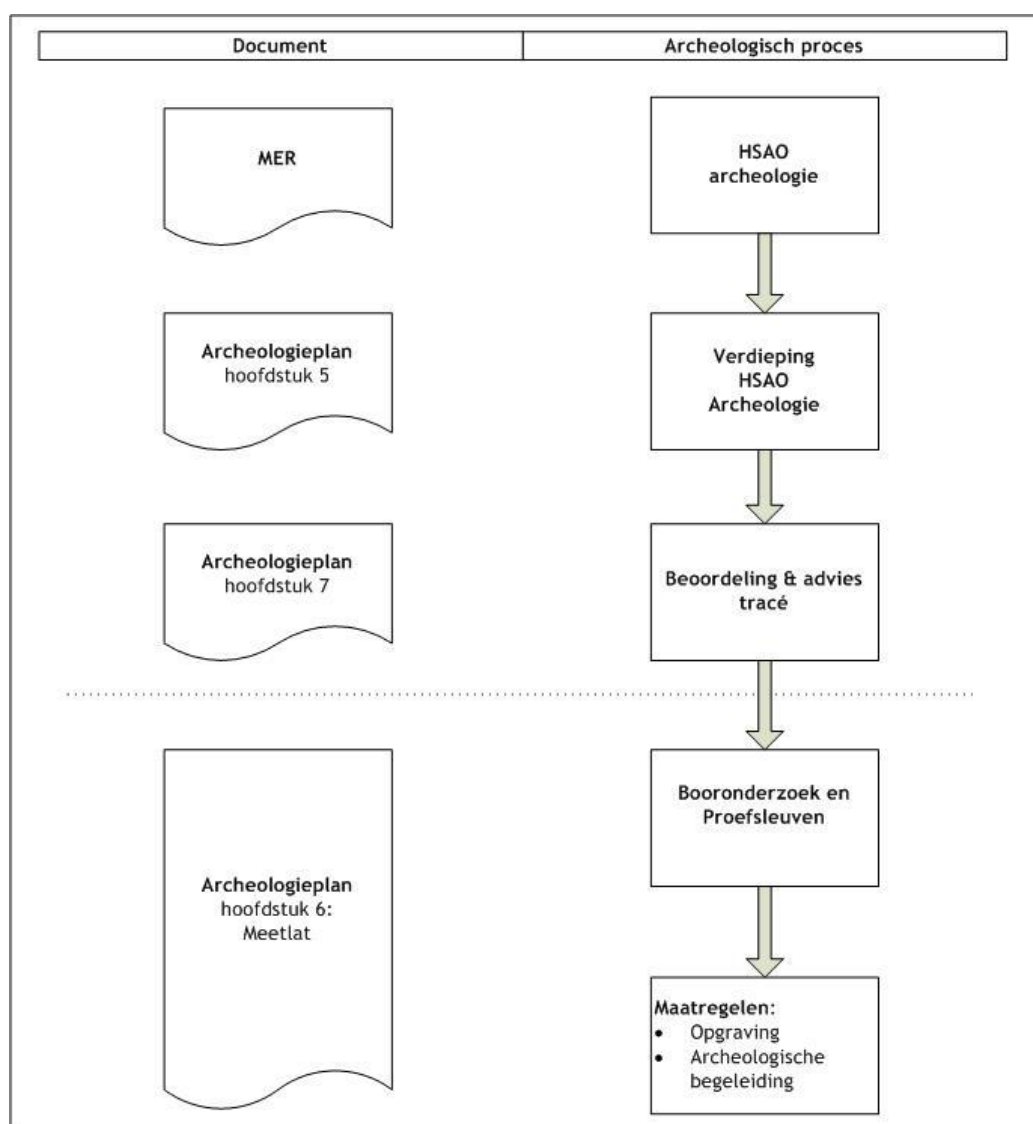 Document
Archeologisch proces
MER
HSAO
archeologie
Archeologieplan
hoofdstuk 5
Verdieping
HSAO
Archeologie
Archeologieplan
hoofdstuk 7
Beoordeling & advies
tracé
Booronderzoek en
Proefsleuven
Archeologieplan
hoofdstuk 6:
Meetlat
Maatregelen:
• Opgraving
• Archeologische
begeleiding